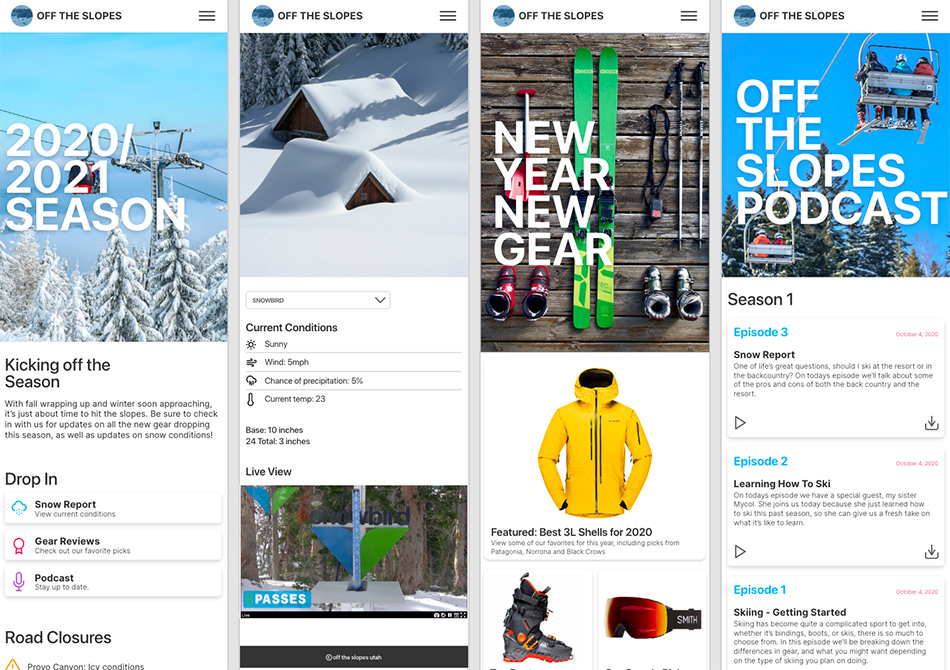 OFF THE SLOPES
2020/
2021
SEASON
Kicking off the
Season
With fall wrapping up and winter soon approaching,
it's just about time to hit the slopes. Be sure to check
in with us for updates on all the new gear dropping
this season, as well as updates on snow conditions!
Drop In
Snow Report
View current conditions
Gear Reviews
Check out our favorite picks
Podcast
Stay up to date.
Road Closures
Provo Canyon: Icy conditions
OFF THE SLOPES
SNOWBIRD
Current Conditions
Sunny
Wind: 5mph
Chance of precipitation: 5%
Current temp: 23
Base: 10 inches
24 Total: 3 inches
Live View
snowbird
PASSES
Live
off the slopes utah
OFF THE SLOPES
NEW
YEAR
NEW
GEAR
Featured: Best 3L Shells for 2020
View some of our favorites for this year, including picks from
Patagonia, Norrona and Black Crows
SMITH
OFF THE SLOPES
OFF
THE
SLOPES
PODCAST
Season 1
Episode 3
October 4, 2020
Snow Report
One of life's great questions, should I ski at the resort or in
the backcountry? On todays episode we'll talk about some
of the pros and cons of both the back country and the
resort.
Episode 2
October 4, 2020
Learning How To Ski
On todays episode we have a special guest, my sister
Mycol. She joins us today because she just learned how
to ski this past season, so she can give us a fresh take on
what it's like to learn.
Episode 1
October 4, 2020
Skiing - Getting Started
Skiing has become quite a complicated sport to get into,
whether it's bindings, boots, or skis, there is so much to
choose from. In this episode we'll be breaking down the
differences in gear, and what you might want depending
on the type of skiing you plan on doing.